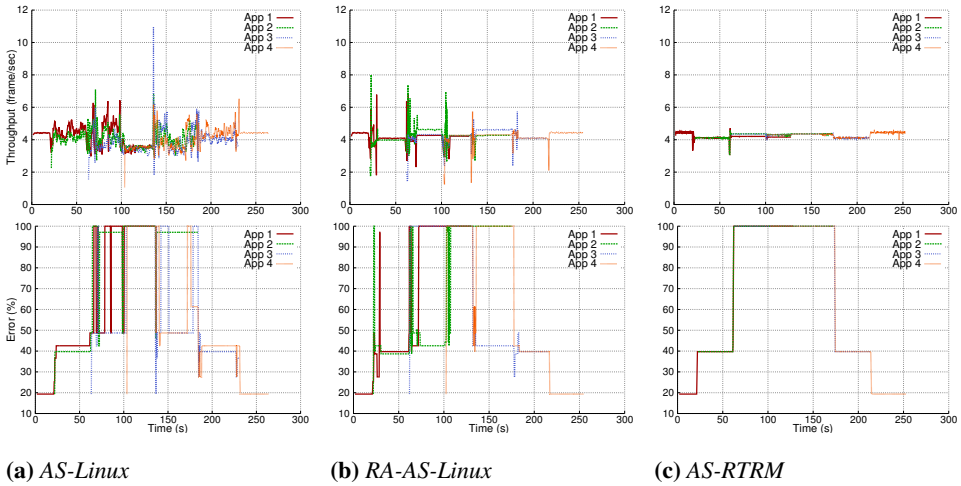 12
10
8
6
4
2
0
0 50 100 150 200 250 300
Throughput (frame/sec)
App 1
App 2
App 3
App 4
12
10
8
6
4
2
0
0 50 100 150 200 250 300
App 1
App 2
App 3
App 4
12
10
8
6
4
2
0
0 50 100 150 200 250 300
App 1
App 2
App 3
App 4
100
90
80
70
60
50
40
30
20
10
0 50 100 150 200 250 300
Error (%)
Time (s)
App 1
App 2
App 3
App 4
100
90
80
70
60
50
40
30
20
10
0 50 100 150 200 250 300
Time (s)
App 1
App 2
App 3
App 4
100
90
80
70
60
50
40
30
20
10
0 50 100 150 200 250 300
Time (s)
App 1
App 2
App 3
App 4
(a) AS-Linux
(b) RA-AS-Linux
(c) AS-RTRM